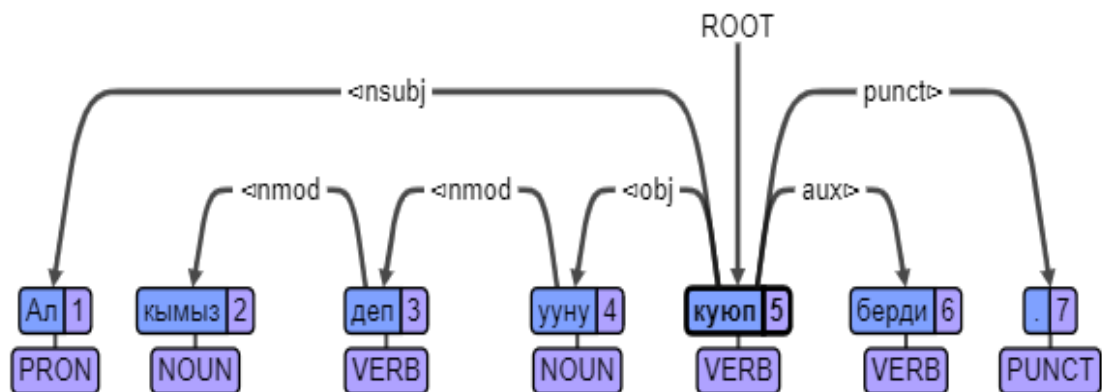 ROOT
◅nsubj punct▻
◅nmod ◅nmod ◅obj aux▻
Ал 1 кымыз 2 деп 3 ууну 4 куюп 5 берди 6 . 7
PRON NOUN VERB NOUN VERB VERB PUNCT